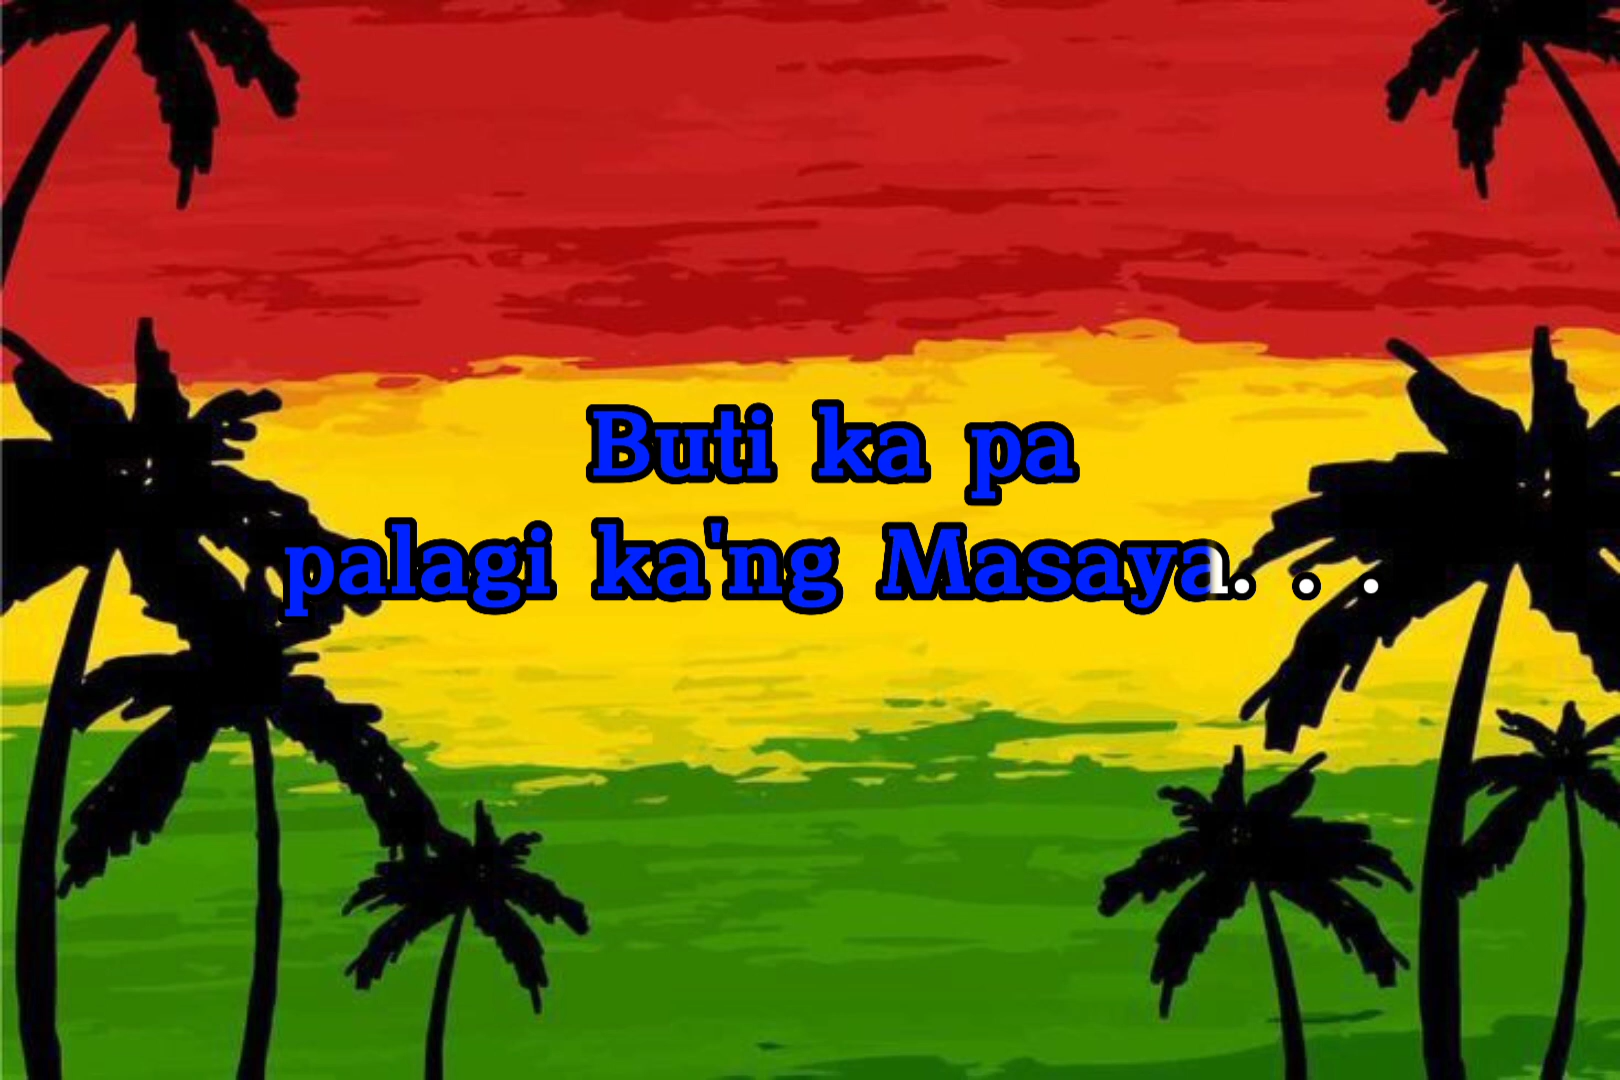 Buti ka pa
palagi ka'ng Masaya. . .